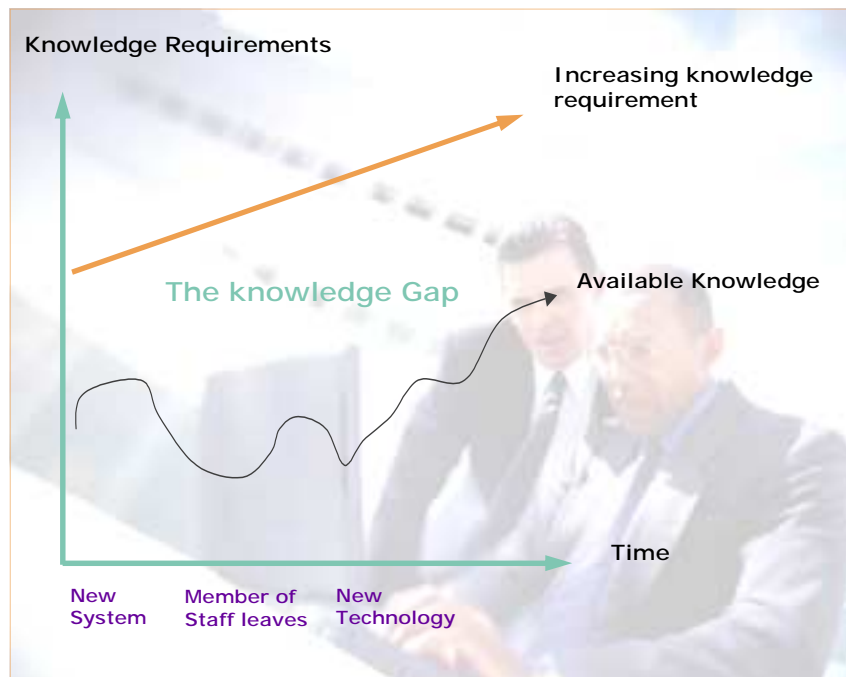 Knowledge Requirements
Increasing knowledge
requirement
The knowledge Gap
Available Knowledge
Time
New
System
Member of
Staff leaves
New
Technology